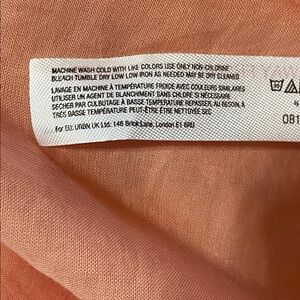 MACHINE WASH COLD WITH LIKE COLORS USE ONLY NON-CHLORINE
BLEACH TUMBLE DRY LOW LOW IRON AS NEEDED MAY BE DRY CLEANED
LAVAGE EN MACHINE À TEMPÉRATURE FROIDE AVEC COULEURS SIMILAIRES
UTILISER UN AGENT DE BLANCHIMENT SANS CHLORE SI NÉCESSAIRE
SÉCHER PAR CULBUTAGE À BASSE TEMPÉRATURE REPASSER, AU BESOIN, À
TRÈS BASSE TEMPÉRATURE PEUT-ÊTRE NETTOYÉE SEC
For EU: URBN UK Ltd. 146 Brick Lane, London E1 6RU
081